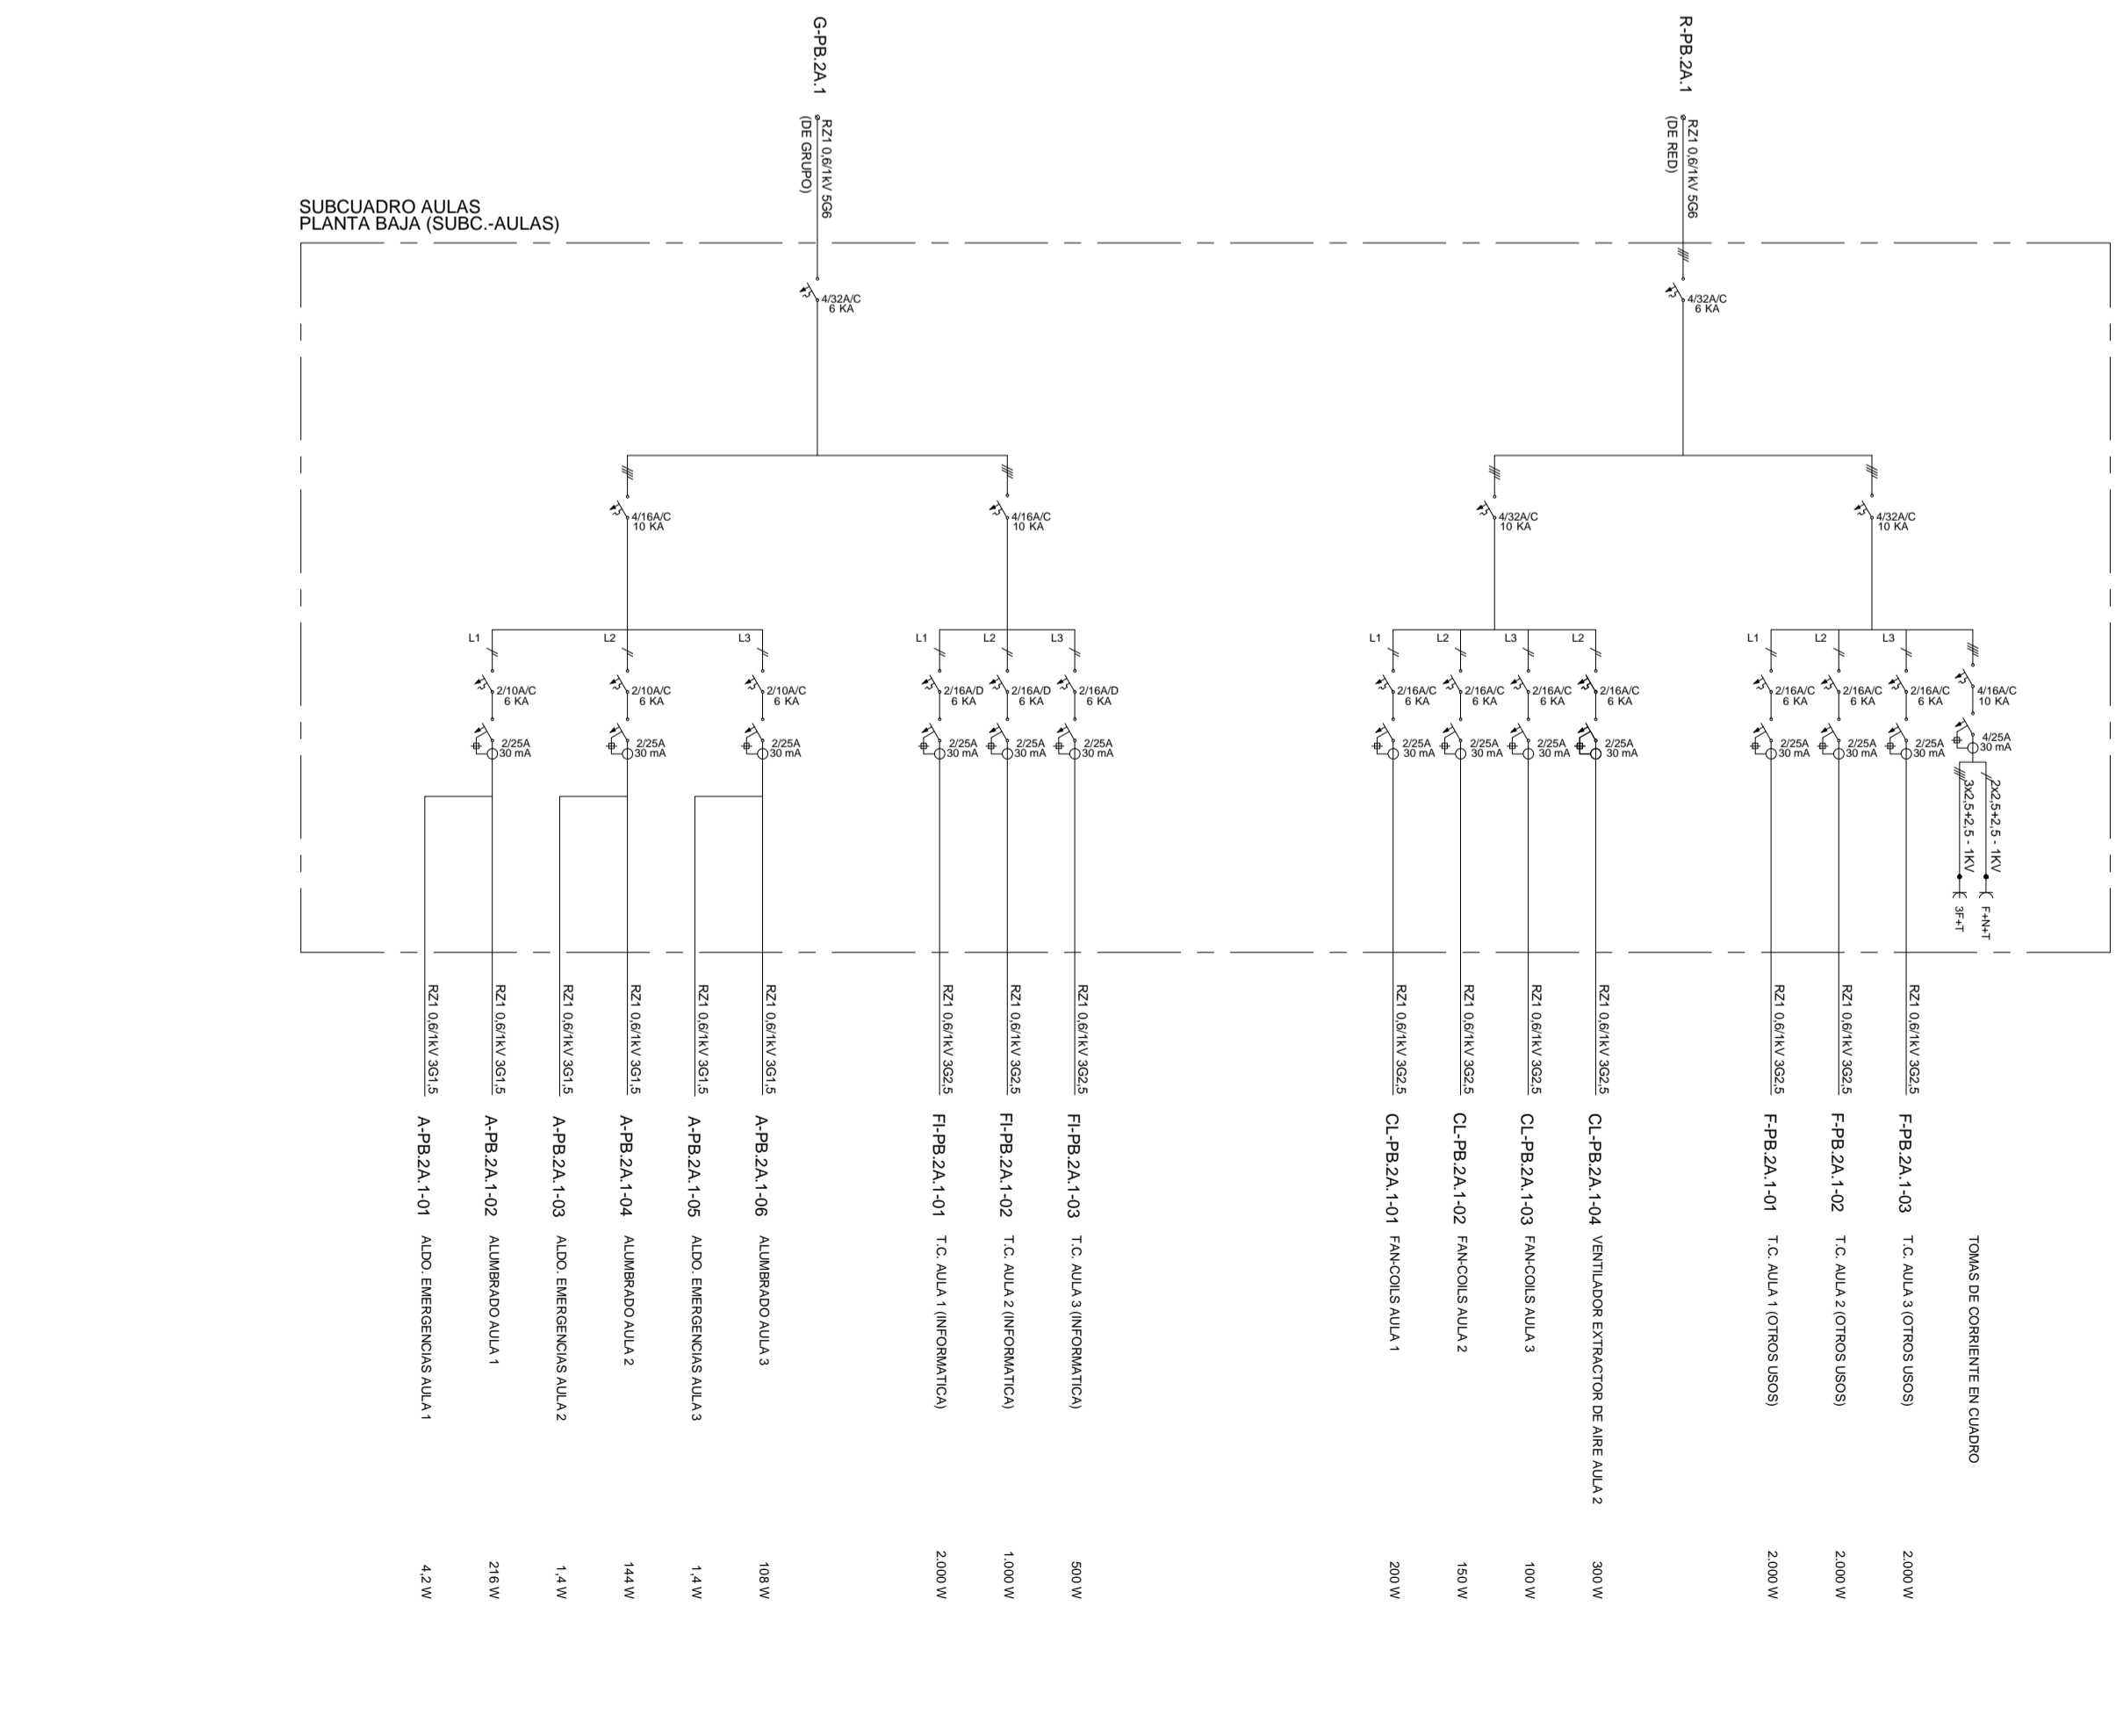 G-PB.2A.1
RZ1 0,6/1kV 5G6
(DE GRUPO)
R-PB.2A.1
RZ1 0,6/1kV 5G6
(DE RED)
SUBCUADRO AULAS
PLANTA BAJA (SUBC.-AULAS)
4/32A/C
6 KA
4/32A/C
6 KA
4/16A/C
10 KA
4/16A/C
10 KA
4/32A/C
10 KA
4/32A/C
10 KA
L1
L2
L3
L1
L2
L3
L1
L2
L3
L2
L1
L2
L3
2/10A/C
6 KA
2/10A/C
6 KA
2/10A/C
6 KA
2/16A/D
6 KA
2/16A/D
6 KA
2/16A/D
6 KA
2/16A/C
6 KA
2/16A/C
6 KA
2/16A/C
6 KA
2/16A/C
6 KA
2/16A/C
6 KA
2/16A/C
6 KA
2/16A/C
6 KA
4/16A/C
10 KA
2/25A
30 mA
2/25A
30 mA
2/25A
30 mA
2/25A
30 mA
2/25A
30 mA
2/25A
30 mA
2/25A
30 mA
2/25A
30 mA
2/25A
30 mA
2/25A
30 mA
2/25A
30 mA
2/25A
30 mA
2/25A
30 mA
4/25A
30 mA
3x2,5+2,5 - 1KV
3F+T
2x2,5+2,5 - 1KV
F+N+T
RZ1 0,6/1kV 3G1,5
A-PB.2A.1-01 ALDO. EMERGENCIAS AULA 1 4,2 W
RZ1 0,6/1kV 3G1,5
A-PB.2A.1-02 ALUMBRADO AULA 1 216 W
RZ1 0,6/1kV 3G1,5
A-PB.2A.1-03 ALDO. EMERGENCIAS AULA 2 1,4 W
RZ1 0,6/1kV 3G1,5
A-PB.2A.1-04 ALUMBRADO AULA 2 144 W
RZ1 0,6/1kV 3G1,5
A-PB.2A.1-05 ALDO. EMERGENCIAS AULA 3 1,4 W
RZ1 0,6/1kV 3G1,5
A-PB.2A.1-06 ALUMBRADO AULA 3 108 W
RZ1 0,6/1kV 3G2,5
FI-PB.2A.1-01 T.C. AULA 1 (INFORMATICA) 2.000 W
RZ1 0,6/1kV 3G2,5
FI-PB.2A.1-02 T.C. AULA 2 (INFORMATICA) 1.000 W
RZ1 0,6/1kV 3G2,5
FI-PB.2A.1-03 T.C. AULA 3 (INFORMATICA) 500 W
RZ1 0,6/1kV 3G2,5
CL-PB.2A.1-01 FAN-COILS AULA 1 200 W
RZ1 0,6/1kV 3G2,5
CL-PB.2A.1-02 FAN-COILS AULA 2 150 W
RZ1 0,6/1kV 3G2,5
CL-PB.2A.1-03 FAN-COILS AULA 3 100 W
RZ1 0,6/1kV 3G2,5
CL-PB.2A.1-04 VENTILADOR EXTRACTOR DE AIRE AULA 2 300 W
RZ1 0,6/1kV 3G2,5
F-PB.2A.1-01 T.C. AULA 1 (OTROS USOS) 2.000 W
RZ1 0,6/1kV 3G2,5
F-PB.2A.1-02 T.C. AULA 2 (OTROS USOS) 2.000 W
RZ1 0,6/1kV 3G2,5
F-PB.2A.1-03 T.C. AULA 3 (OTROS USOS) 2.000 W
TOMAS DE CORRIENTE EN CUADRO